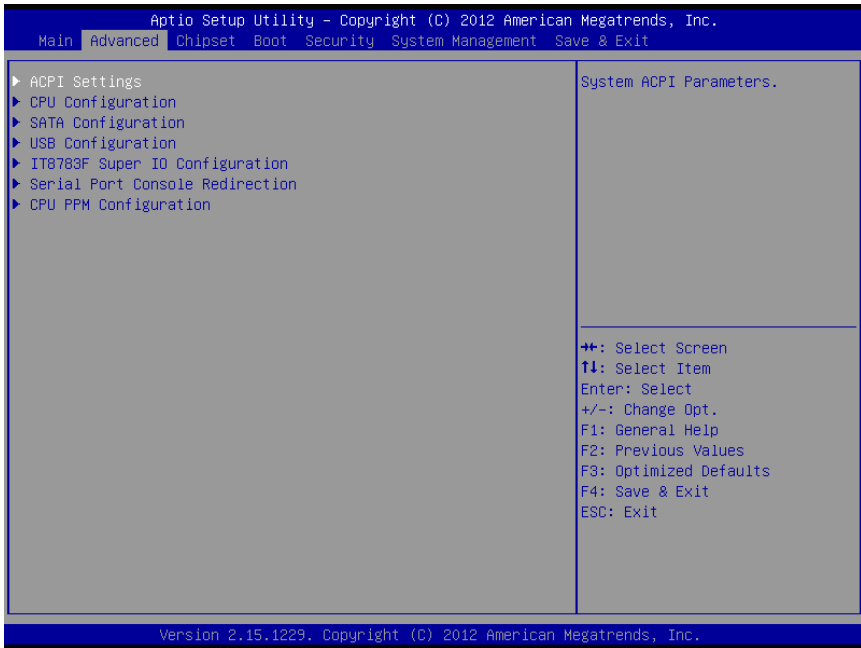 Aptio Setup Utility – Copyright (C) 2012 American Megatrends, Inc.
Main Advanced Chipset Boot Security System Management Save & Exit
▶ ACPI Settings
▶ CPU Configuration
▶ SATA Configuration
▶ USB Configuration
▶ IT8783F Super IO Configuration
▶ Serial Port Console Redirection
▶ CPU PPM Configuration
System ACPI Parameters.
→←: Select Screen
↑↓: Select Item
Enter: Select
+/-: Change Opt.
F1: General Help
F2: Previous Values
F3: Optimized Defaults
F4: Save & Exit
ESC: Exit
Version 2.15.1229. Copyright (C) 2012 American Megatrends, Inc.